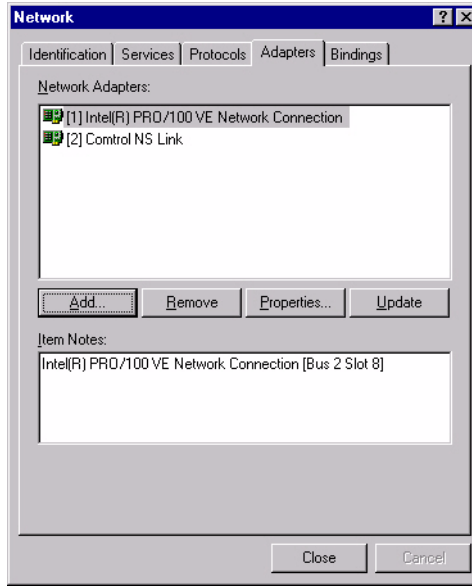 Network
Identification Services Protocols Adapters Bindings
Network Adapters:
[1] Intel(R) PRO/100 VE Network Connection
[2] Comtrol NS Link
Add... Remove Properties... Update
Item Notes:
Intel(R) PRO/100 VE Network Connection [Bus 2 Slot 8]
Close Cancel